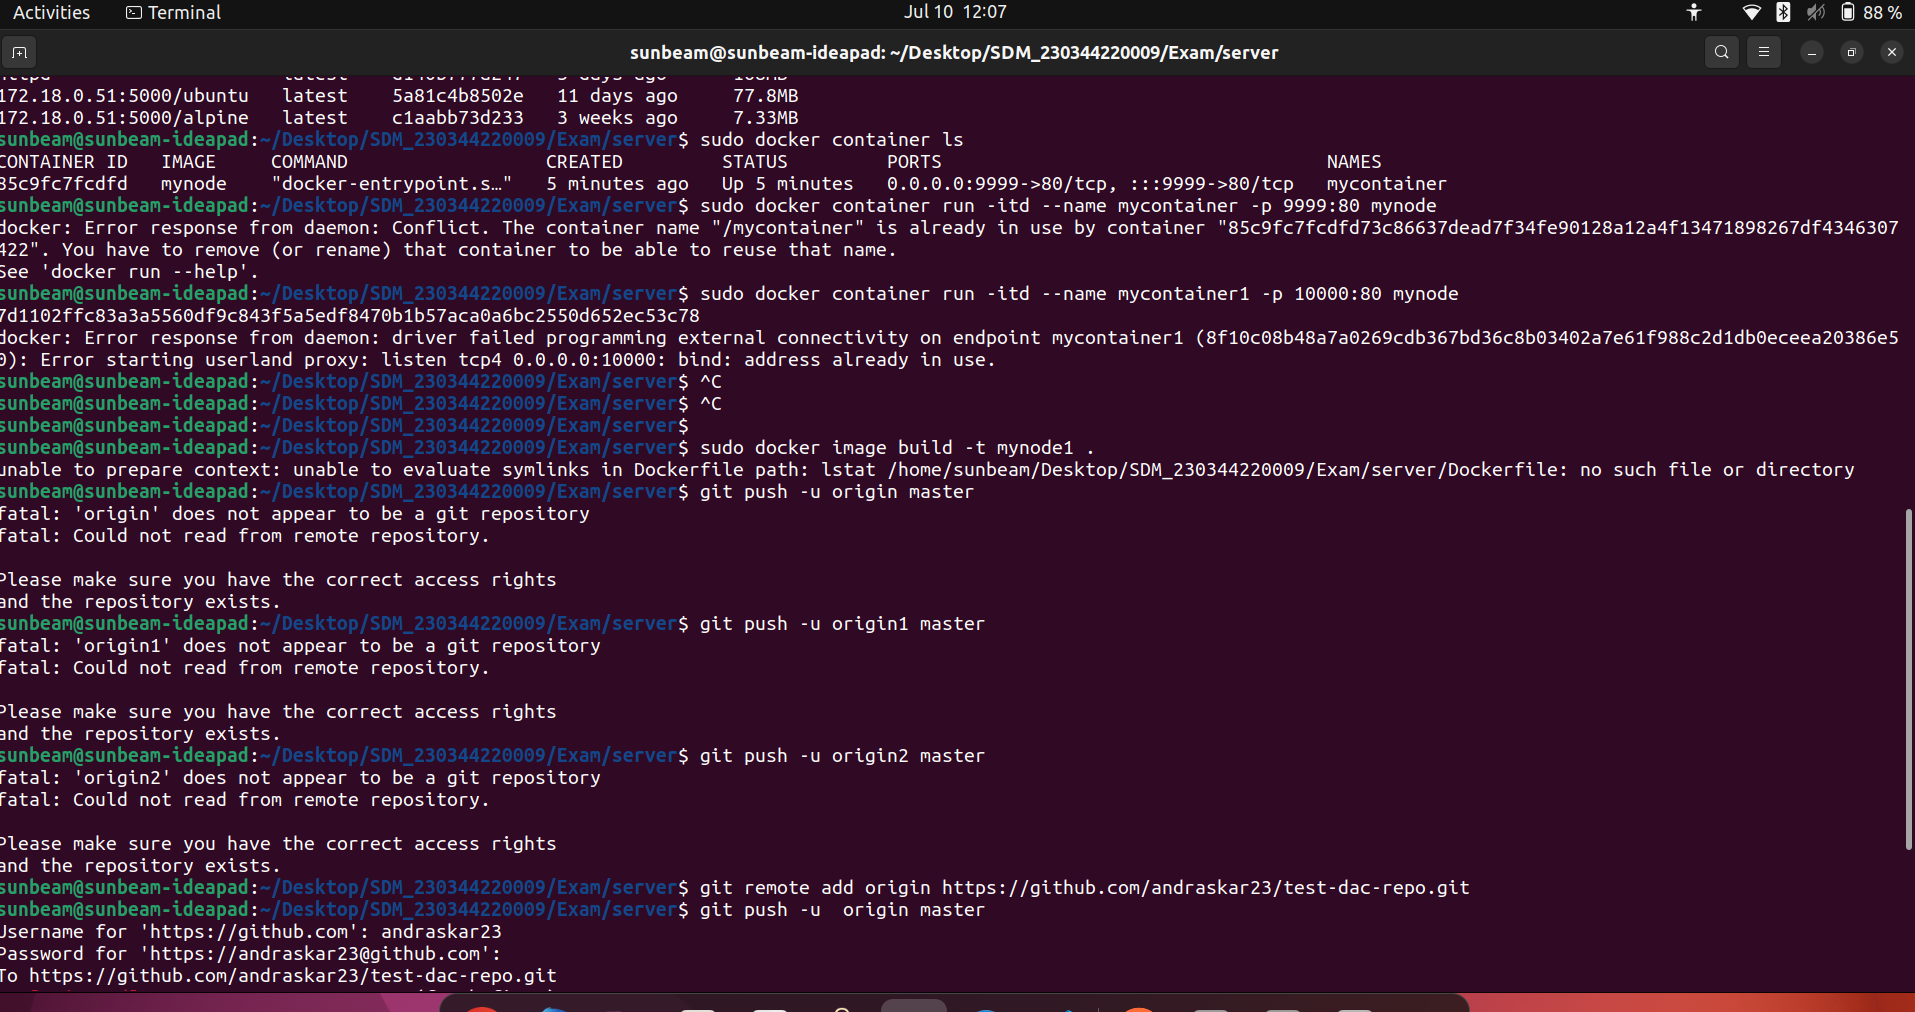 Activities Terminal Jul 10 12:07 88 %
sunbeam@sunbeam-ideapad: ~/Desktop/SDM_230344220009/Exam/server
172.18.0.51:5000/ubuntu latest 5a81c4b8502e 11 days ago 77.8MB
172.18.0.51:5000/alpine latest c1aabb73d233 3 weeks ago 7.33MB
sunbeam@sunbeam-ideapad:~/Desktop/SDM_230344220009/Exam/server$ sudo docker container ls
CONTAINER ID IMAGE COMMAND CREATED STATUS PORTS NAMES
85c9fc7fcdfd mynode "docker-entrypoint.s…" 5 minutes ago Up 5 minutes 0.0.0.0:9999->80/tcp, :::9999->80/tcp mycontainer
sunbeam@sunbeam-ideapad:~/Desktop/SDM_230344220009/Exam/server$ sudo docker container run -itd --name mycontainer -p 9999:80 mynode
docker: Error response from daemon: Conflict. The container name "/mycontainer" is already in use by container "85c9fc7fcdfd73c86637dead7f34fe90128a12a4f13471898267df4346307
422". You have to remove (or rename) that container to be able to reuse that name.
See 'docker run --help'.
sunbeam@sunbeam-ideapad:~/Desktop/SDM_230344220009/Exam/server$ sudo docker container run -itd --name mycontainer1 -p 10000:80 mynode
7d1102ffc83a3a5560df9c843f5a5edf8470b1b57aca0a6bc2550d652ec53c78
docker: Error response from daemon: driver failed programming external connectivity on endpoint mycontainer1 (8f10c08b48a7a0269cdb367bd36c8b03402a7e61f988c2d1db0eceea20386e5
0): Error starting userland proxy: listen tcp4 0.0.0.0:10000: bind: address already in use.
sunbeam@sunbeam-ideapad:~/Desktop/SDM_230344220009/Exam/server$ ^C
sunbeam@sunbeam-ideapad:~/Desktop/SDM_230344220009/Exam/server$ ^C
sunbeam@sunbeam-ideapad:~/Desktop/SDM_230344220009/Exam/server$
sunbeam@sunbeam-ideapad:~/Desktop/SDM_230344220009/Exam/server$ sudo docker image build -t mynode1 .
unable to prepare context: unable to evaluate symlinks in Dockerfile path: lstat /home/sunbeam/Desktop/SDM_230344220009/Exam/server/Dockerfile: no such file or directory
sunbeam@sunbeam-ideapad:~/Desktop/SDM_230344220009/Exam/server$ git push -u origin master
fatal: 'origin' does not appear to be a git repository
fatal: Could not read from remote repository.
Please make sure you have the correct access rights
and the repository exists.
sunbeam@sunbeam-ideapad:~/Desktop/SDM_230344220009/Exam/server$ git push -u origin1 master
fatal: 'origin1' does not appear to be a git repository
fatal: Could not read from remote repository.
Please make sure you have the correct access rights
and the repository exists.
sunbeam@sunbeam-ideapad:~/Desktop/SDM_230344220009/Exam/server$ git push -u origin2 master
fatal: 'origin2' does not appear to be a git repository
fatal: Could not read from remote repository.
Please make sure you have the correct access rights
and the repository exists.
sunbeam@sunbeam-ideapad:~/Desktop/SDM_230344220009/Exam/server$ git remote add origin https://github.com/andraskar23/test-dac-repo.git
sunbeam@sunbeam-ideapad:~/Desktop/SDM_230344220009/Exam/server$ git push -u  origin master
Username for 'https://github.com': andraskar23
Password for 'https://andraskar23@github.com':
To https://github.com/andraskar23/test-dac-repo.git